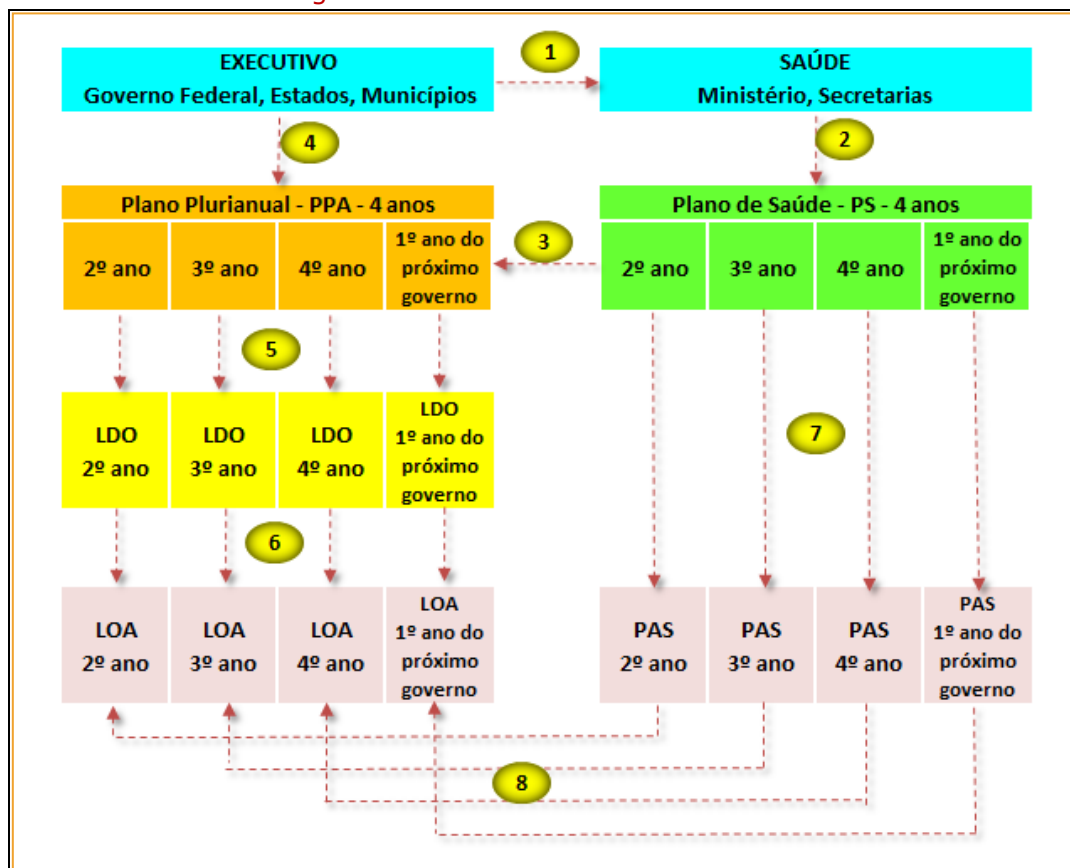 EXECUTIVO
Governo Federal, Estados, Municípios
1
SAÚDE
Ministério, Secretarias
4
2
Plano Plurianual - PPA - 4 anos
2º ano
3º ano
4º ano
1º ano do
próximo
governo
3
Plano de Saúde - PS - 4 anos
2º ano
3º ano
4º ano
1º ano do
próximo
governo
5
LDO
2º ano
LDO
3º ano
LDO
4º ano
LDO
1º ano do
próximo
governo
7
6
LOA
2º ano
LOA
3º ano
LOA
4º ano
LOA
1º ano do
próximo
governo
PAS
2º ano
PAS
3º ano
PAS
4º ano
PAS
1º ano do
próximo
governo
8